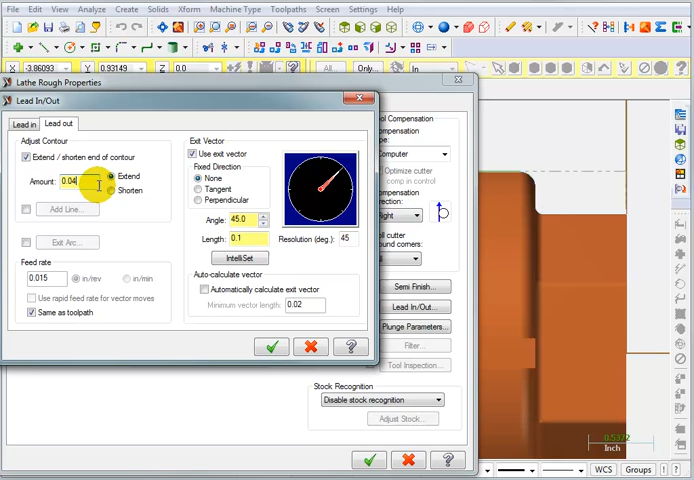 File Edit View Analyze Create Solids Xform Machine Type Toolpaths Screen Settings Help
X -3.86093 Y 0.93149 Z 0.0 All... Only... In
Lathe Rough Properties
Lead In/Out
Lead in Lead out
Adjust Contour
Extend / shorten end of contour
Amount: 0.04 Extend
Shorten
Add Line...
Exit Arc...
Feed rate
0.015 in/rev in/min
Use rapid feed rate for vector moves
Same as toolpath
Exit Vector
Use exit vector
Fixed Direction
None
Tangent
Perpendicular
Angle: 45.0
Length: 0.1 Resolution (deg.): 45
IntelliSet
Auto-calculate vector
Automatically calculate exit vector
Minimum vector length: 0.02
ol Compensation
mpensation
e:
Computer
Optimize cutter
comp in control
mpensation
ection:
Right
ll cutter
ound corners:
ll
Semi Finish...
Lead In/Out...
Plunge Parameters...
Filter...
Tool Inspection...
Stock Recognition
Disable stock recognition
Adjust Stock...
0.5372
Inch
WCS Groups ! ?